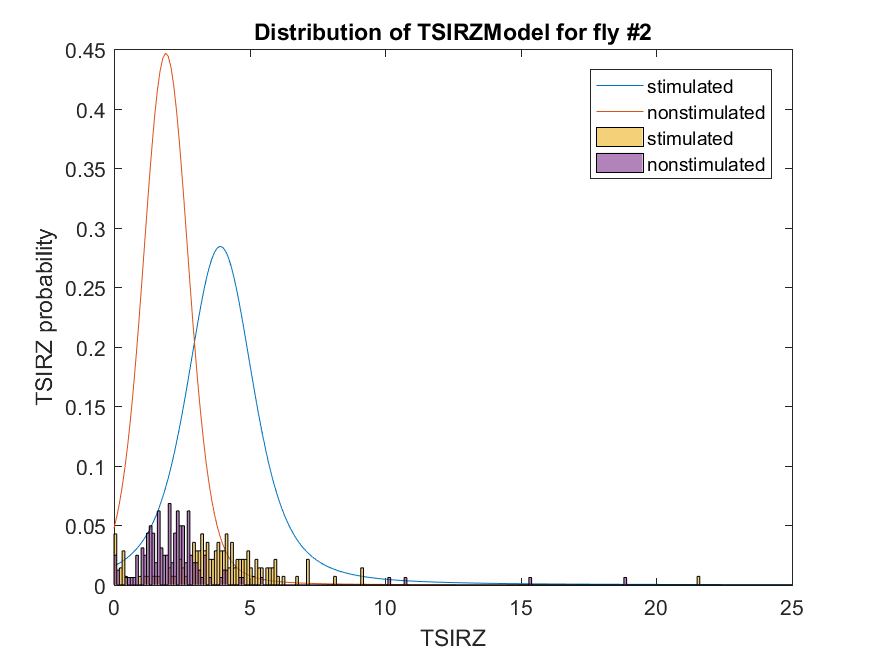 Distribution of TSIRZModel for fly #2
0.45
0.4
0.35
0.3
0.25
0.2
0.15
0.1
0.05
0
TSIRZ probability
stimulated
nonstimulated
stimulated
nonstimulated
0 5 10 15 20 25
TSIRZ